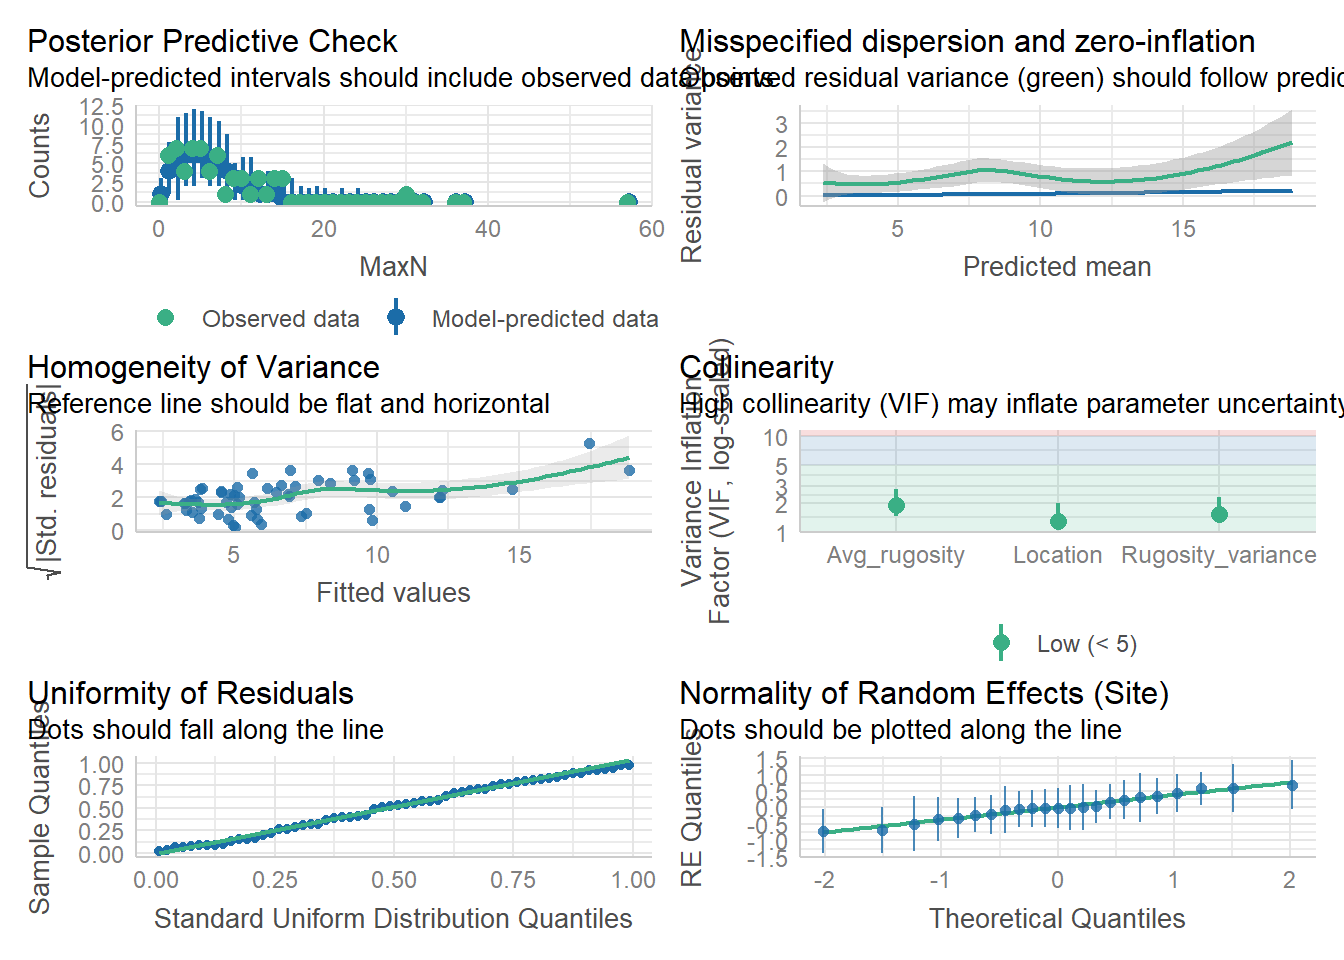 Posterior Predictive Check
Model-predicted intervals should include observed data points
Counts
12.5
10.0
7.5
5.0
2.5
0.0
0 20 40 60
MaxN
Observed data Model-predicted data
Misspecified dispersion and zero-inflation
Observed residual variance (green) should follow predic
Residual variance
3
2
1
0
5 10 15
Predicted mean
Homogeneity of Variance
Reference line should be flat and horizontal
√|Std. residuals|
6
4
2
0
5 10 15
Fitted values
Collinearity
High collinearity (VIF) may inflate parameter uncertainty
Variance Inflation
Factor (VIF, log-scaled)
10
5
3
2
1
Avg_rugosity Location Rugosity_variance
Low (< 5)
Uniformity of Residuals
Dots should fall along the line
Sample Quantiles
1.00
0.75
0.50
0.25
0.00
0.00 0.25 0.50 0.75 1.00
Standard Uniform Distribution Quantiles
Normality of Random Effects (Site)
Dots should be plotted along the line
RE Quantiles
1.5
1.0
0.5
0.0
-0.5
-1.0
-1.5
-2 -1 0 1 2
Theoretical Quantiles